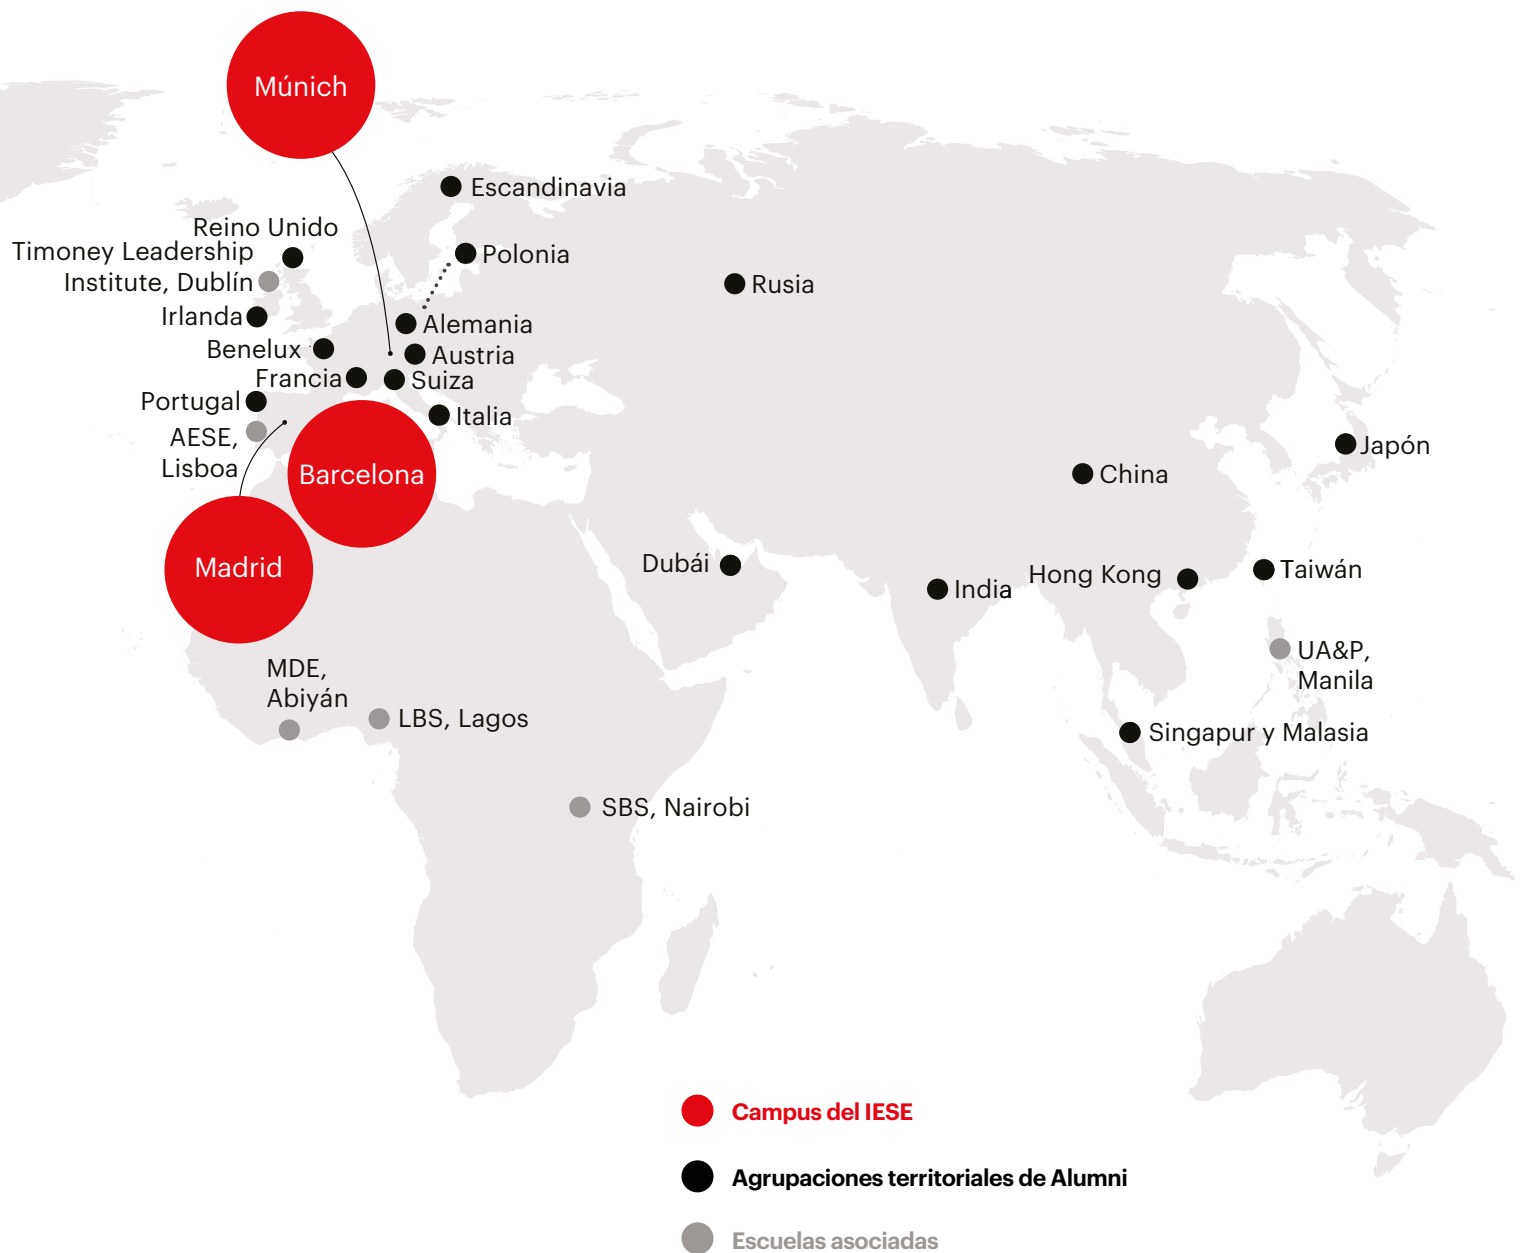 Múnich
Escandinavia
Reino Unido
Timoney Leadership
Institute, Dublín
Polonia
Rusia
Irlanda
Alemania
Benelux
Austria
Francia
Suiza
Portugal
Italia
AESE,
Lisboa
Barcelona
Japón
China
Madrid
Dubái
India
Hong Kong
Taiwán
MDE,
Abiyán
UA&P,
Manila
LBS, Lagos
Singapur y Malasia
SBS, Nairobi
Campus del IESE
Agrupaciones territoriales de Alumni
Escuelas asociadas